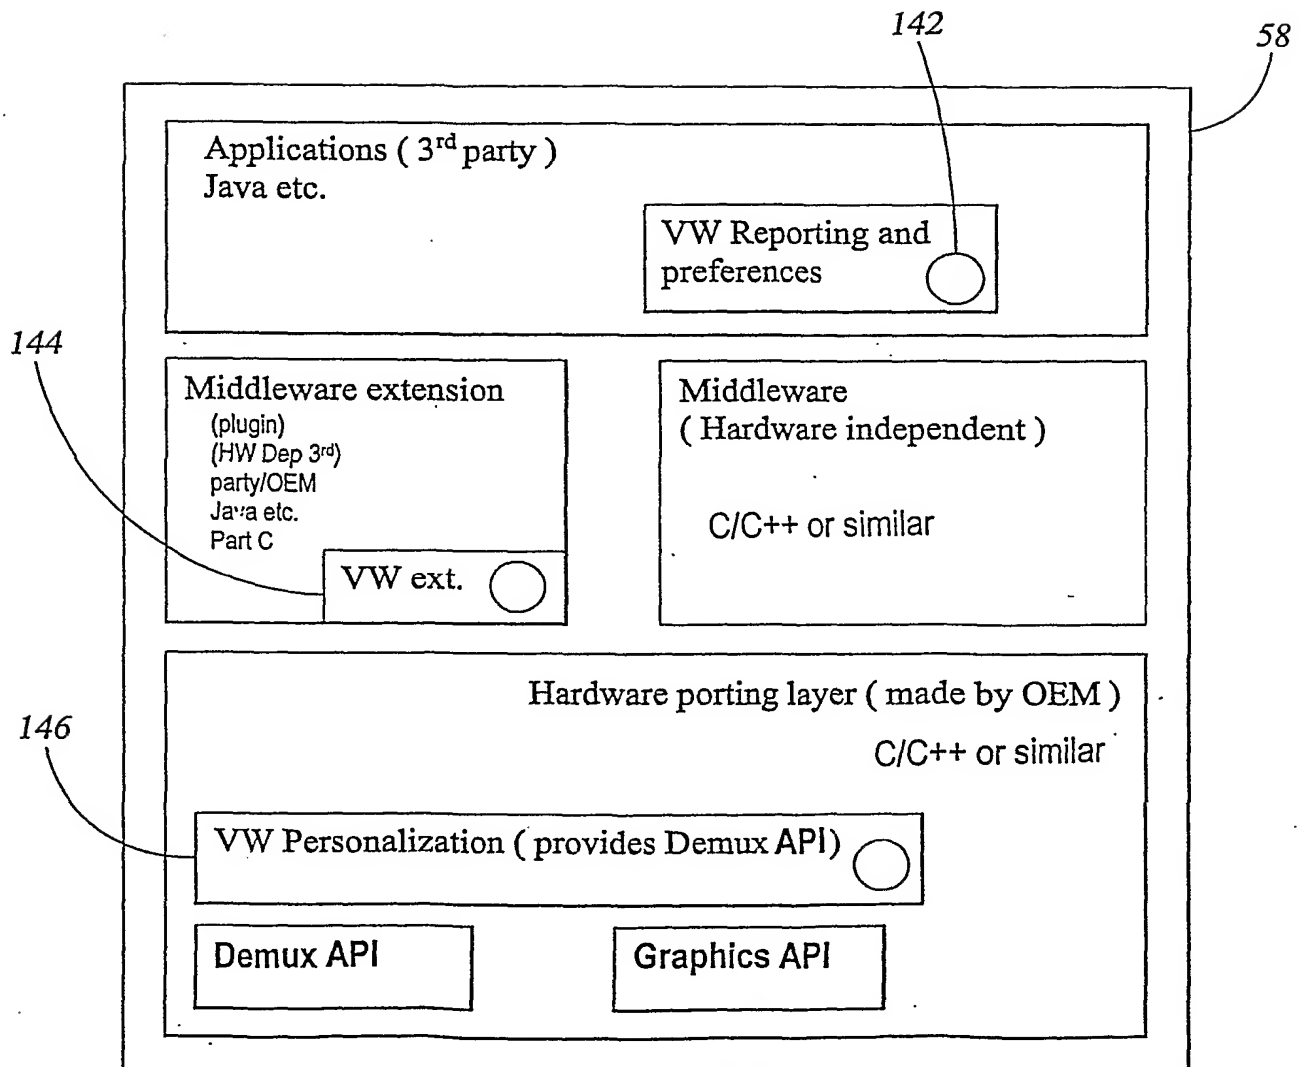 142
58
Applications ( 3rd party )
Java etc.
VW Reporting and
preferences
144
Middleware extension
(plugin)
(HW Dep 3rd)
party/OEM
Java etc.
Part C
VW ext.
Middleware
( Hardware independent )
C/C++ or similar
Hardware porting layer ( made by OEM )
C/C++ or similar
146
VW Personalization ( provides Demux API )
Demux API
Graphics API